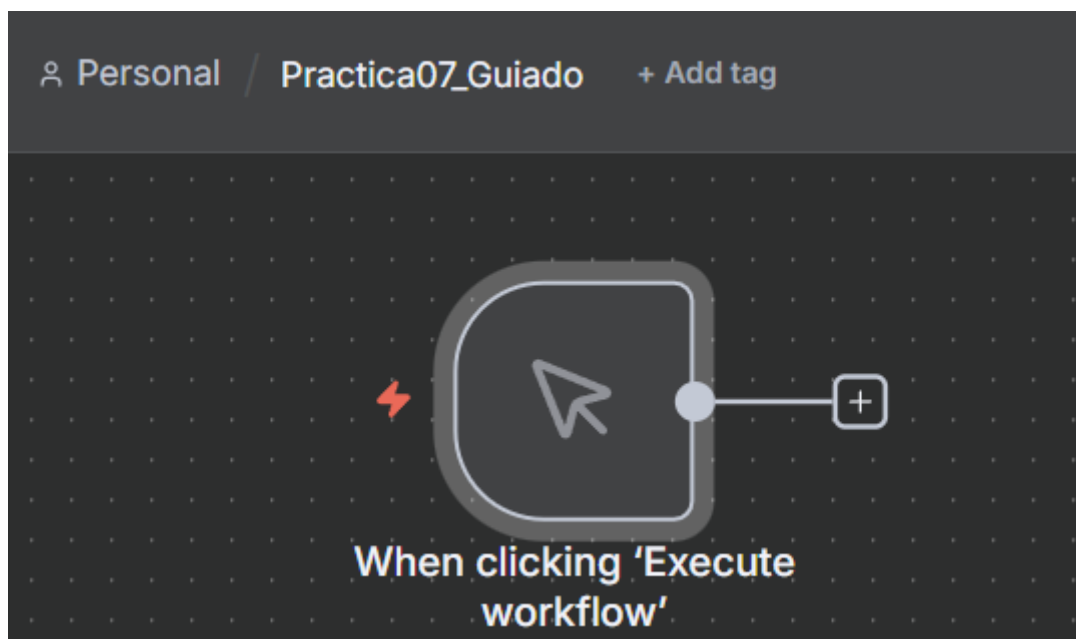 Personal / Practica07_Guiado + Add tag
When clicking ‘Execute
workflow’